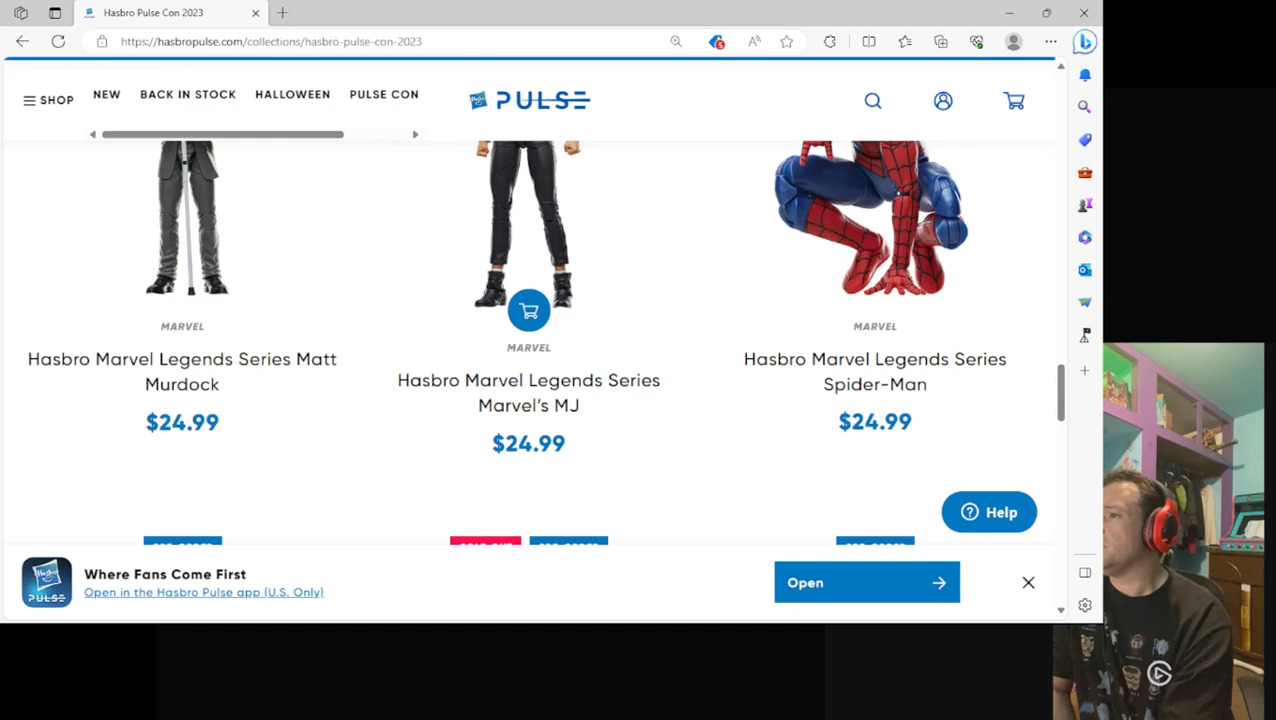 Hasbro Pulse Con 2023
https://hasbropulse.com/collections/hasbro-pulse-con-2023
5
SHOP
NEW
BACK IN STOCK
HALLOWEEN
PULSE CON
PULSE
MARVEL
Hasbro Marvel Legends Series Matt
Murdock
$24.99
MARVEL
Hasbro Marvel Legends Series
Marvel's MJ
$24.99
MARVEL
Hasbro Marvel Legends Series
Spider-Man
$24.99
Help
Hasbro
PULSE
Where Fans Come First
Open in the Hasbro Pulse app (U.S. Only)
Open